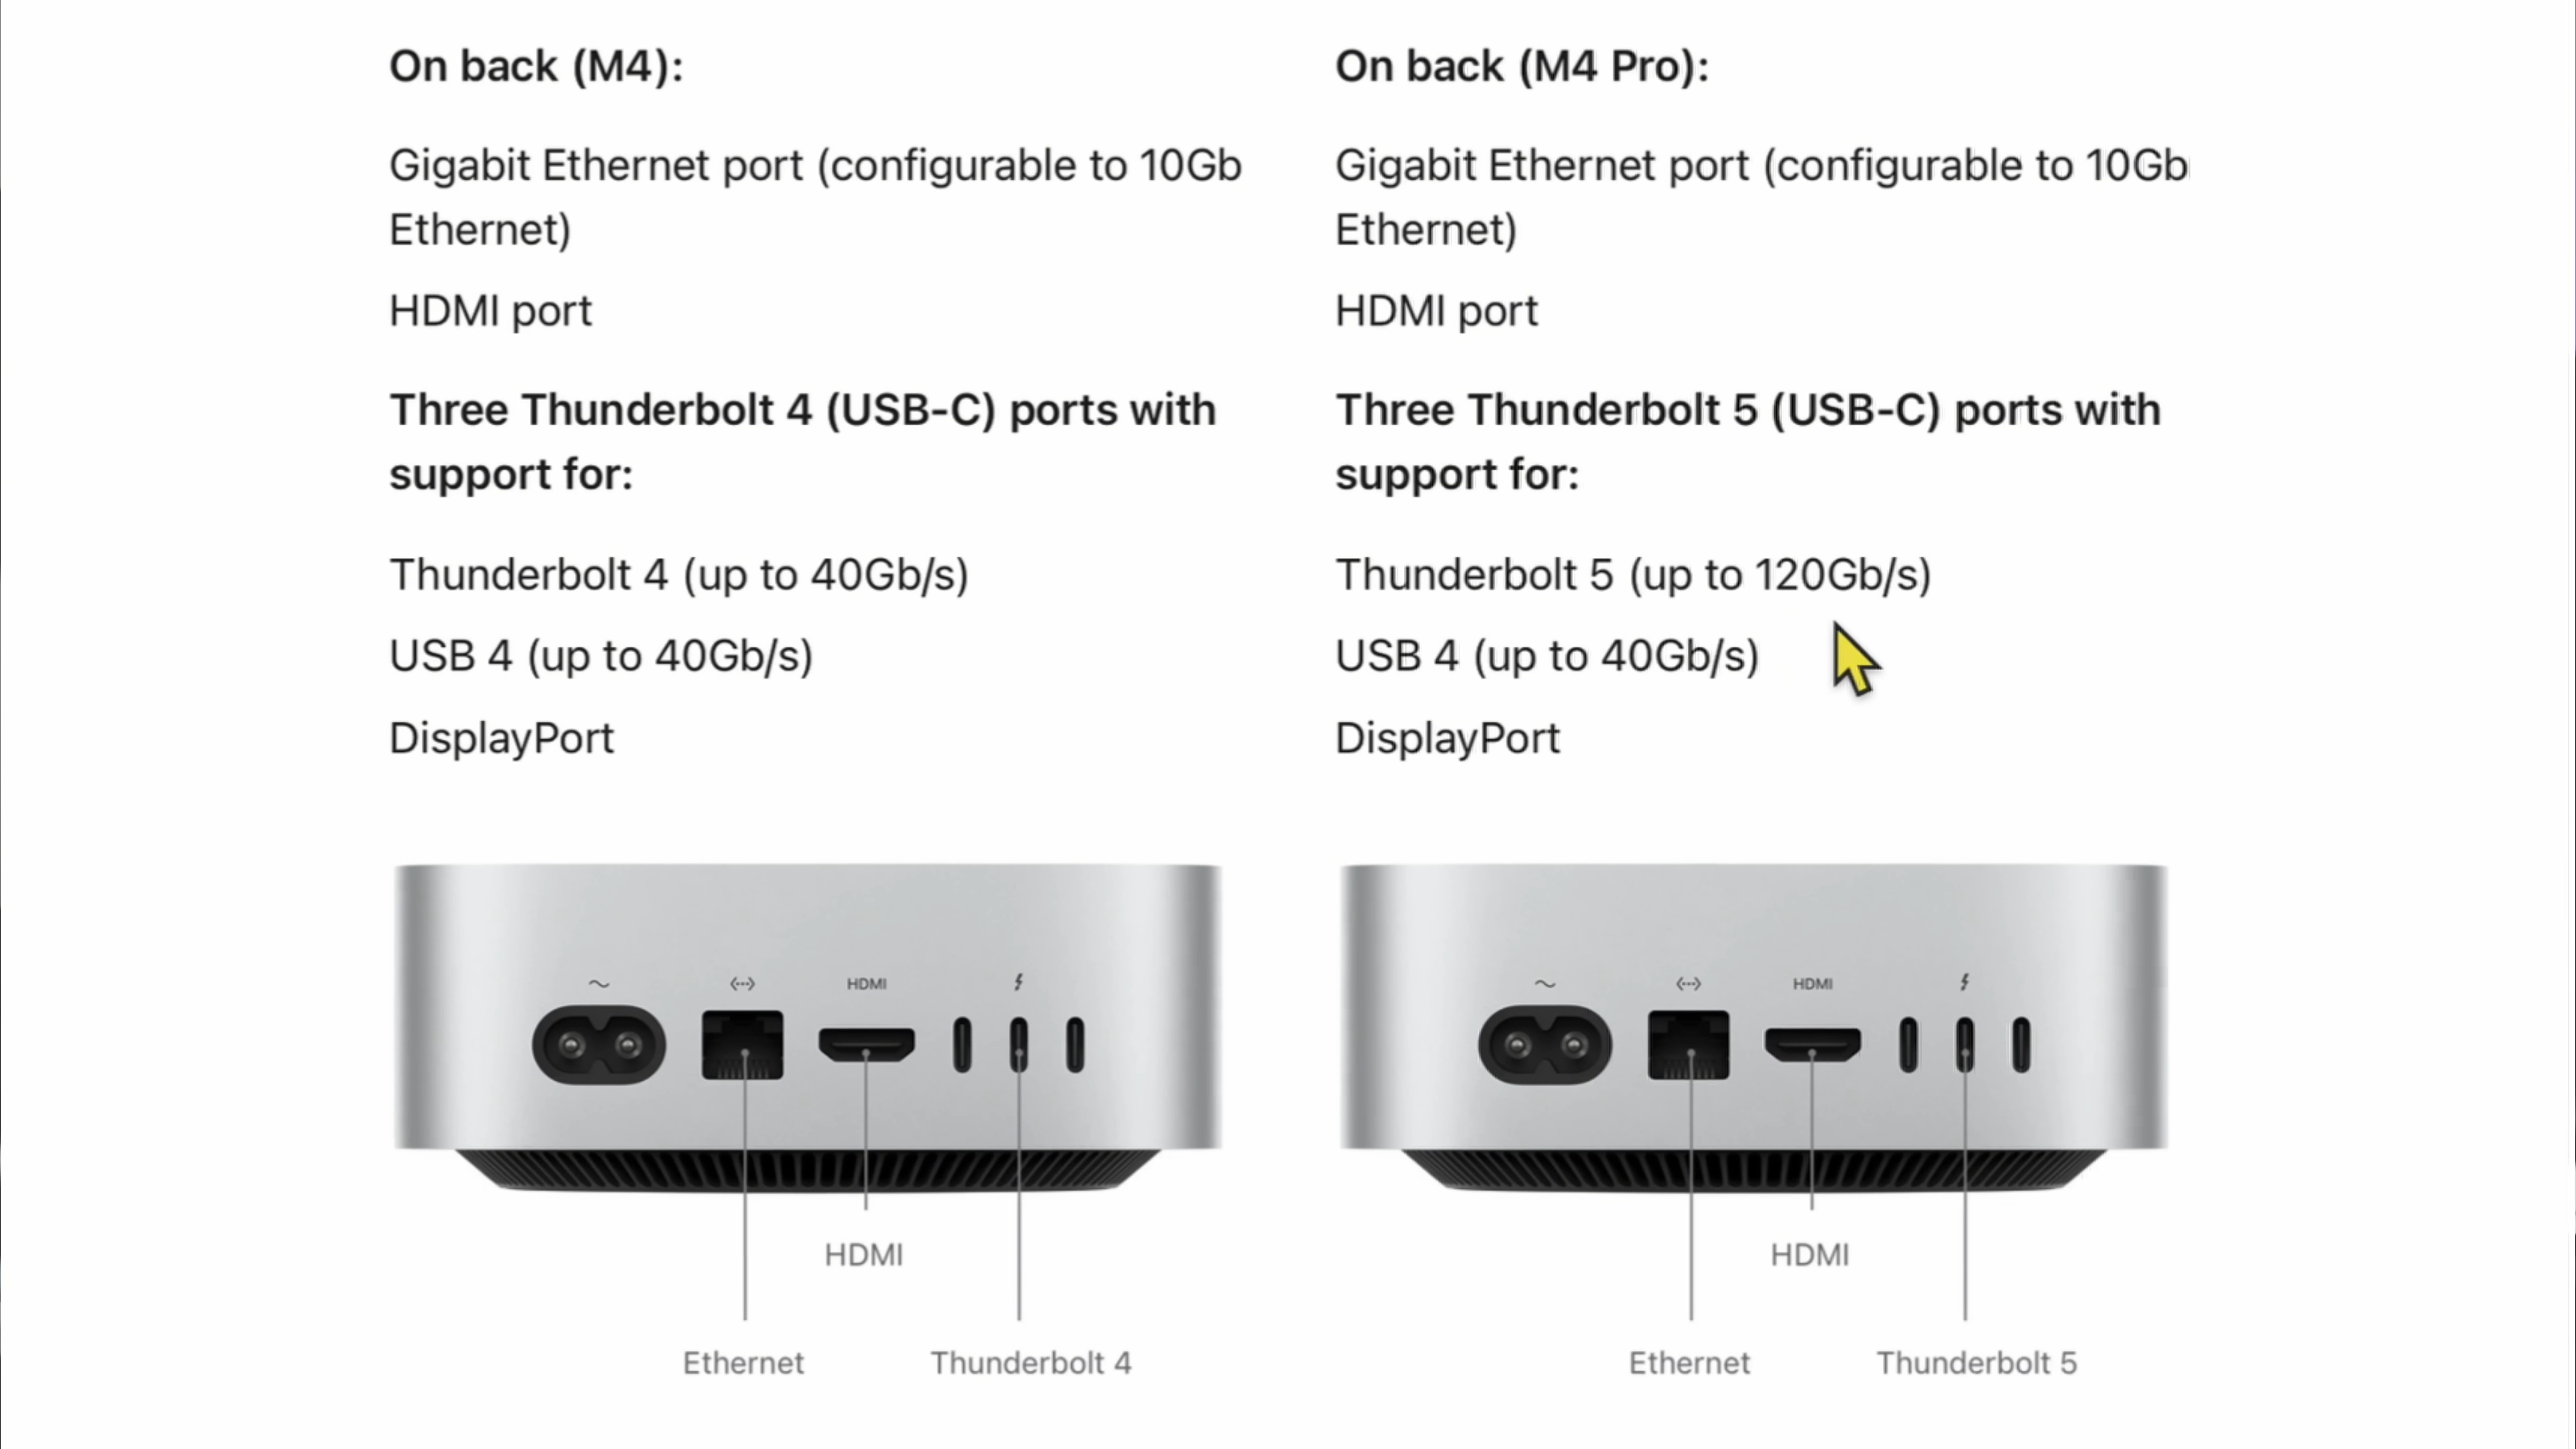 On back (M4):
Gigabit Ethernet port (configurable to 10Gb
Ethernet)
HDMI port
Three Thunderbolt 4 (USB-C) ports with
support for:
Thunderbolt 4 (up to 40Gb/s)
USB 4 (up to 40Gb/s)
DisplayPort
HDMI
HDMI
Ethernet
Thunderbolt 4
On back (M4 Pro):
Gigabit Ethernet port (configurable to 10Gb
Ethernet)
HDMI port
Three Thunderbolt 5 (USB-C) ports with
support for:
Thunderbolt 5 (up to 120Gb/s)
USB 4 (up to 40Gb/s)
DisplayPort
HDMI
HDMI
Ethernet
Thunderbolt 5